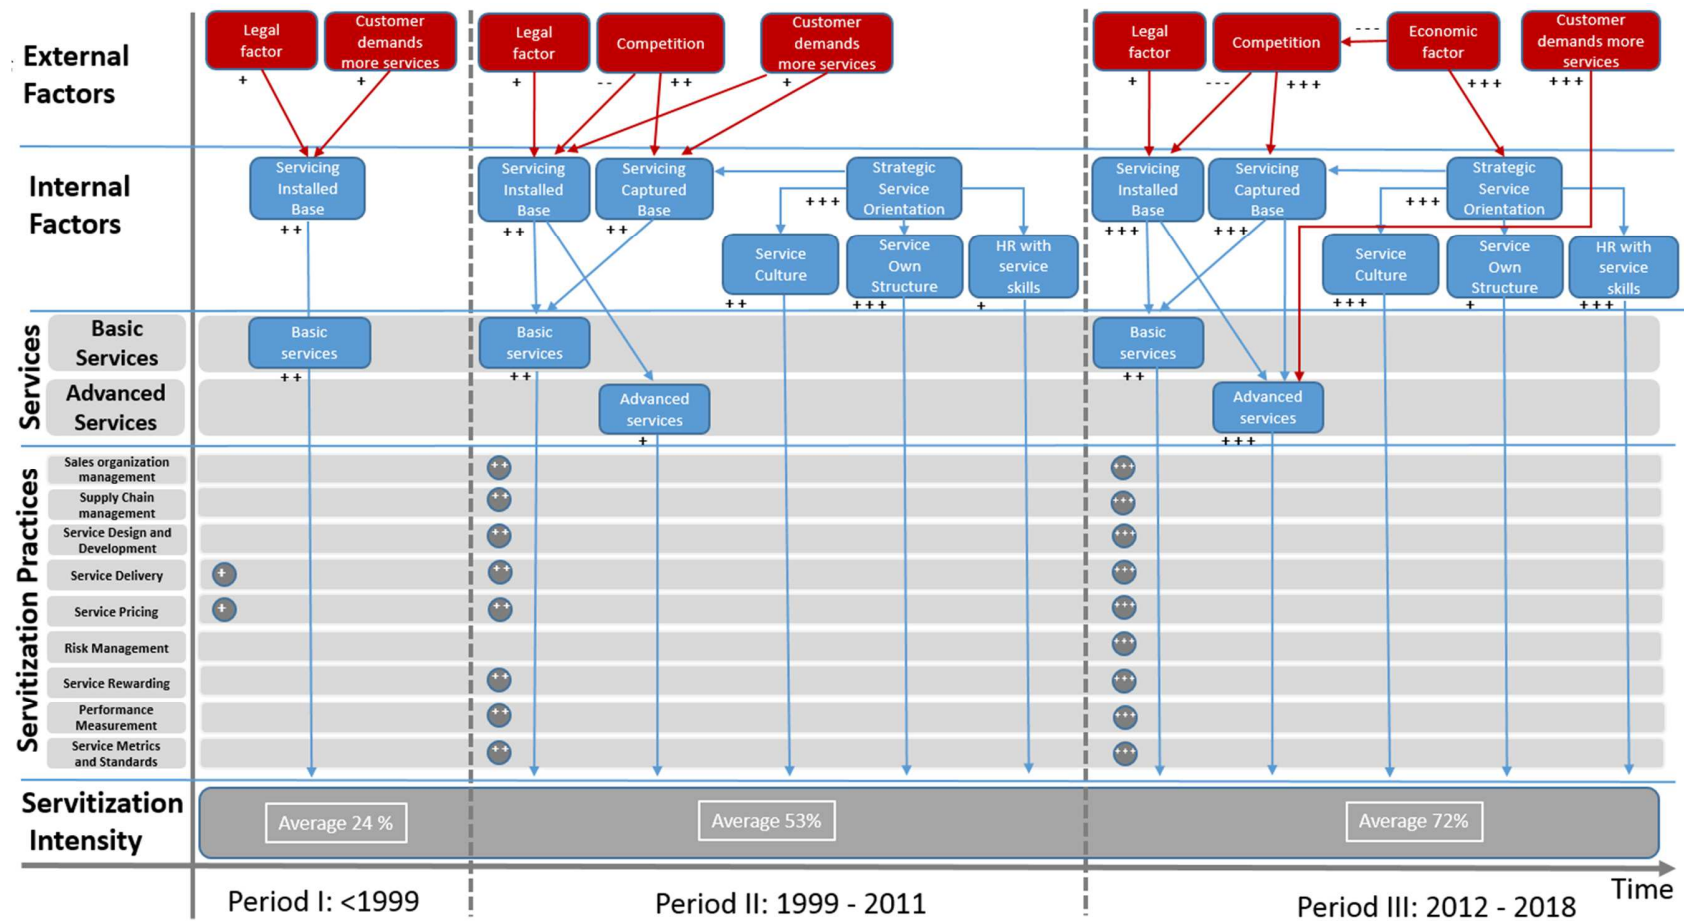 External
Factors
Legal
factor
+
Customer
demands
more services
+
Legal
factor
+
Competition
--
++
Customer
demands
more services
+
Legal
factor
+
Competition
---
+++
---
Economic
factor
+++
Customer
demands more
services
+++
Internal
Factors
Servicing
Installed
Base
++
Servicing
Installed
Base
++
Servicing
Captured
Base
++
Strategic
Service
Orientation
+++
Service
Culture
++
Service
Own
Structure
+++
HR with
service
skills
+
Servicing
Installed
Base
+++
Servicing
Captured
Base
+++
Strategic
Service
Orientation
+++
Service
Culture
+++
Service
Own
Structure
+
HR with
service
skills
+++
Services
Basic
Services
Basic
services
++
Basic
services
++
Basic
services
++
Advanced
Services
Advanced
services
+
Advanced
services
+++
Servitization Practices
Sales organization
management
++
+++
Supply Chain
management
++
+++
Service Design and
Development
++
+++
Service Delivery
+
++
+++
Service Pricing
+
++
+++
Risk Management
+++
Service Rewarding
++
+++
Performance
Measurement
++
+++
Service Metrics
and Standards
++
+++
Servitization
Intensity
Average 24 %
Average 53%
Average 72%
Time
Period I: <1999
Period II: 1999 - 2011
Period III: 2012 - 2018